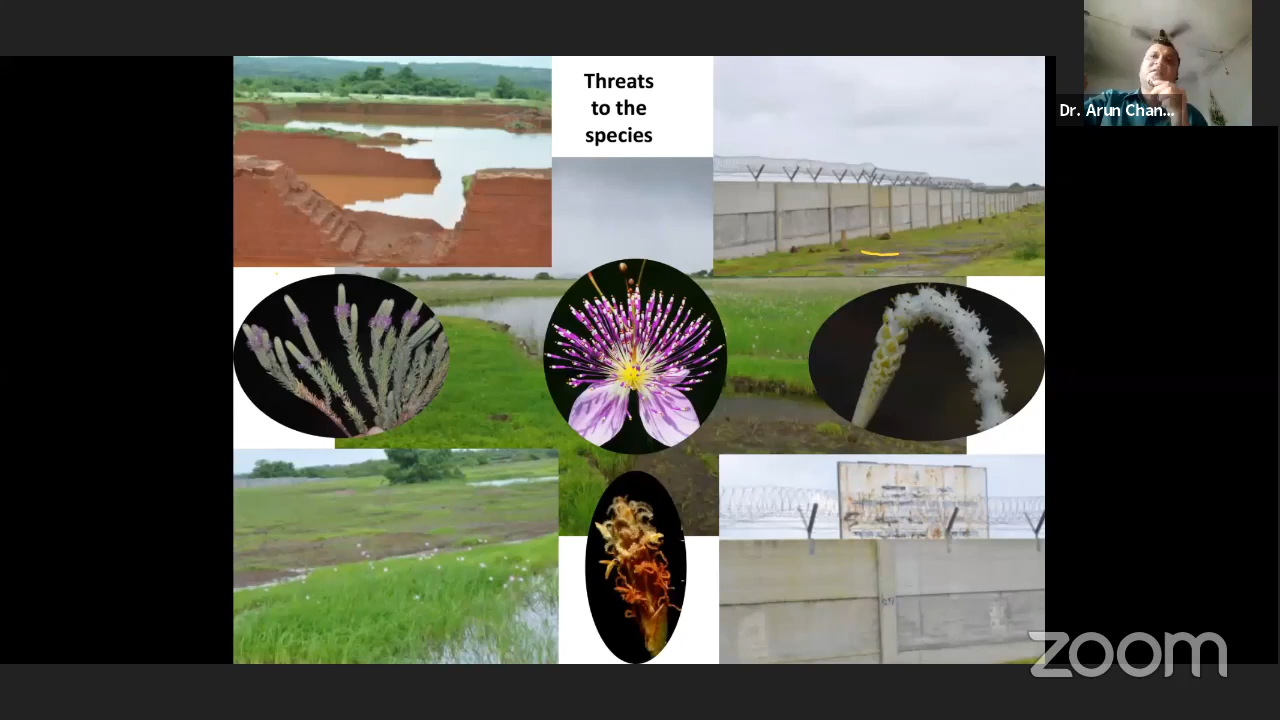 Threats
to the
species
Dr. Arun Chan...
zoom